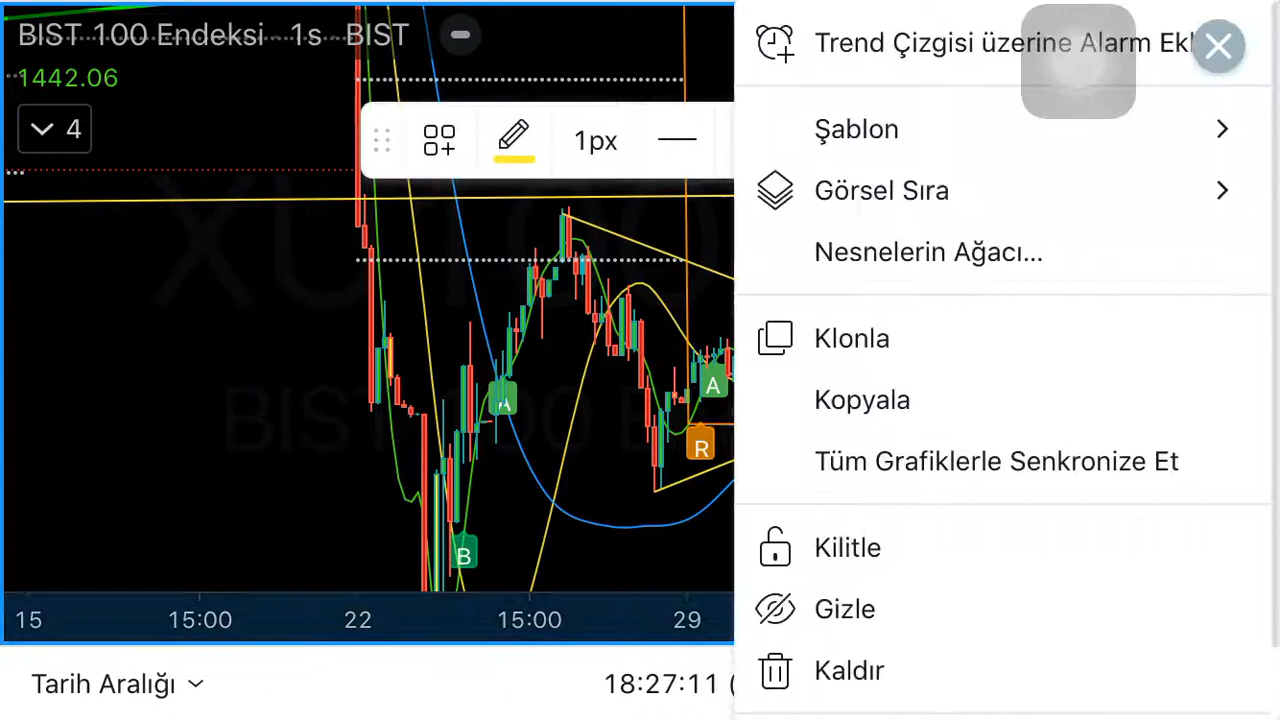 BIST 100 Endeksi · 1s · BIST
1442.06
4
1px
A
A
R
B
15
15:00
22
15:00
29
Tarih Aralığı
18:27:11 (
Trend Çizgisi üzerine Alarm Ekl
Şablon
Görsel Sıra
Nesnelerin Ağacı...
Klonla
Kopyala
Tüm Grafiklerle Senkronize Et
Kilitle
Gizle
Kaldır